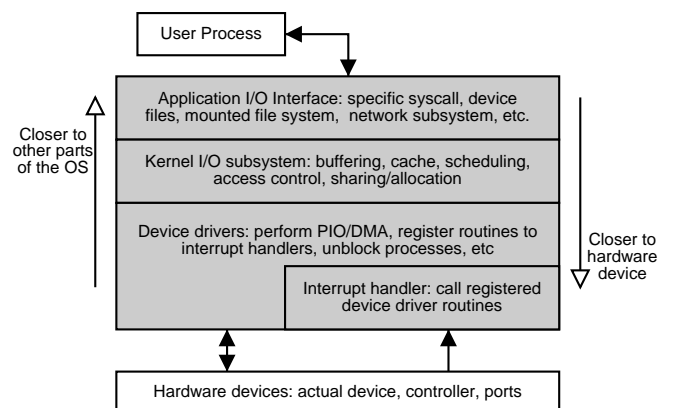 User Process
Application I/O Interface: specific syscall, device
files, mounted file system, network subsystem, etc.
Closer to
other parts
of the OS
Kernel I/O subsystem: buffering, cache, scheduling,
access control, sharing/allocation
Device drivers: perform PIO/DMA, register routines to
interrupt handlers, unblock processes, etc
Closer to
hardware
device
Interrupt handler: call registered
device driver routines
Hardware devices: actual device, controller, ports